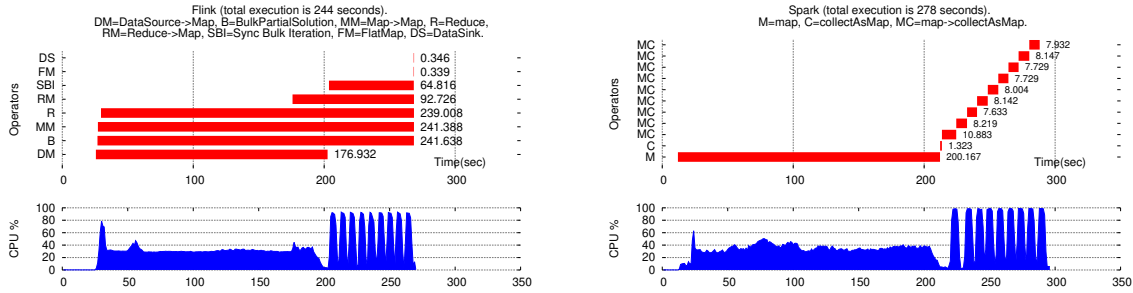 Flink (total execution is 244 seconds).
DM=DataSource->Map, B=BulkPartialSolution, MM=Map->Map, R=Reduce,
RM=Reduce->Map, SBI=Sync Bulk Iteration, FM=FlatMap, DS=DataSink.
Operators
DS 0.346
FM 0.339
SBI 64.816
RM 92.726
R 239.008
MM 241.388
B 241.638
DM 176.932
Time(sec)
0 100 200 300
CPU %
100
80
60
40
20
0
0 50 100 150 200 250 300 350
Spark (total execution is 278 seconds).
M=map, C=collectAsMap, MC=map->collectAsMap.
Operators
MC 7.932
MC 8.147
MC 7.729
MC 7.729
MC 8.004
MC 8.142
MC 7.633
MC 8.219
MC 10.883
C 1.323
M 200.167
Time(sec)
0 100 200 300
CPU %
100
80
60
40
20
0
0 50 100 150 200 250 300 350